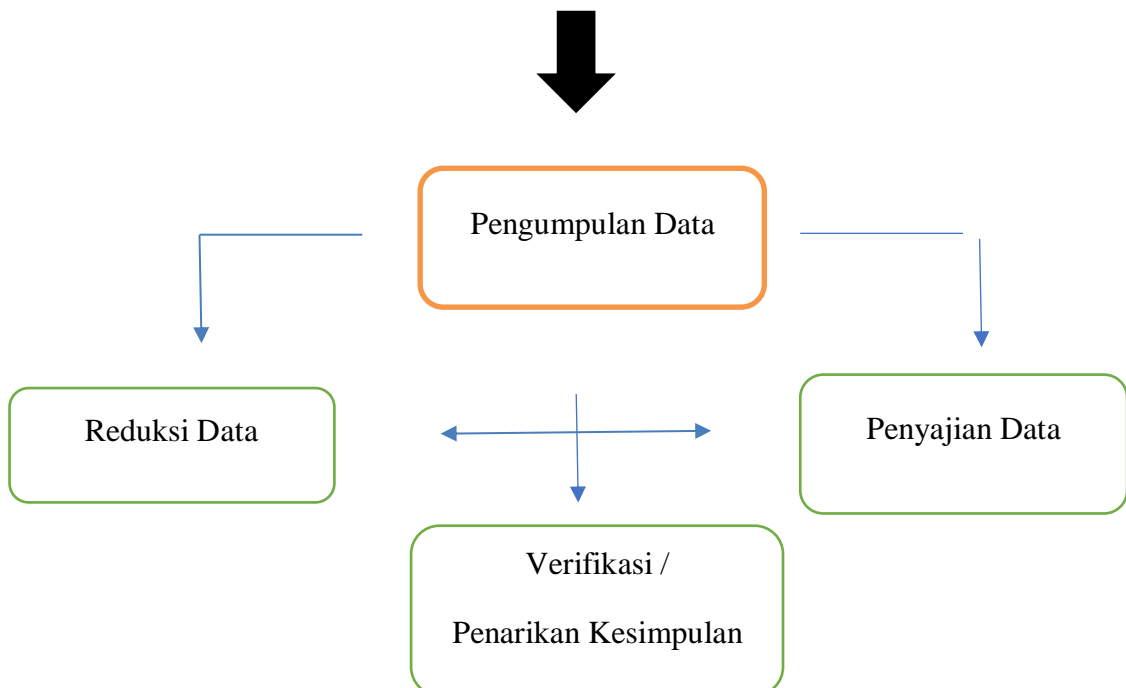 Pengumpulan Data
Reduksi Data
Penyajian Data
Verifikasi /
Penarikan Kesimpulan